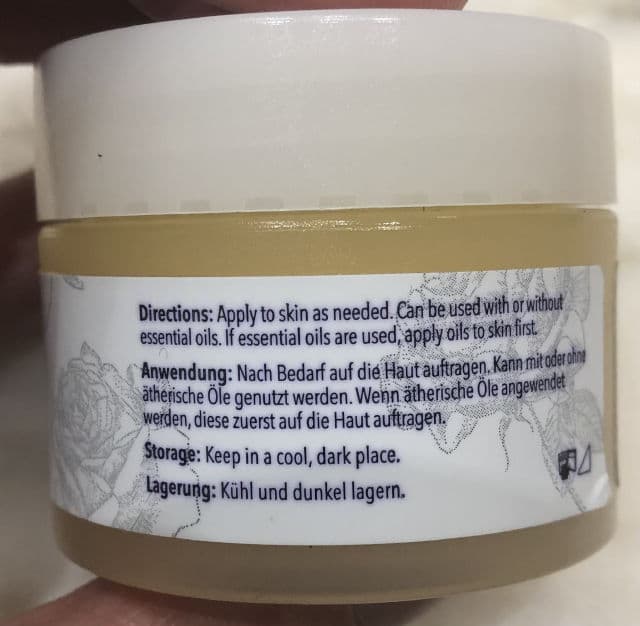 Directions: Apply to skin as needed. Can be used with or without
essential oils. If essential oils are used, apply oils to skin first.
Anwendung: Nach Bedarf auf die Haut auftragen. Kann mit oder ohne
ätherische Öle genutzt werden. Wenn ätherische Öle angewendet
werden, diese zuerst auf die Haut auftragen.
Storage: Keep in a cool, dark place.
Lagerung: Kühl und dunkel lagern.